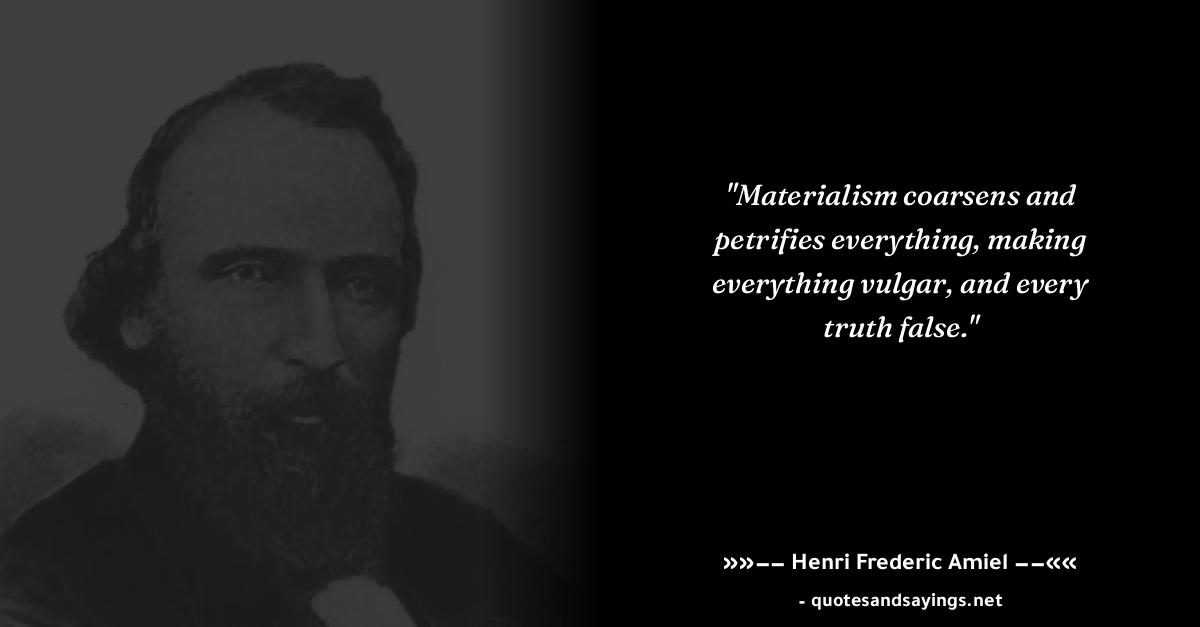 "Materialism coarsens and
petrifies everything, making
everything vulgar, and every
truth false."
»»−− Henri Frederic Amiel −−««
- quotesandsayings.net